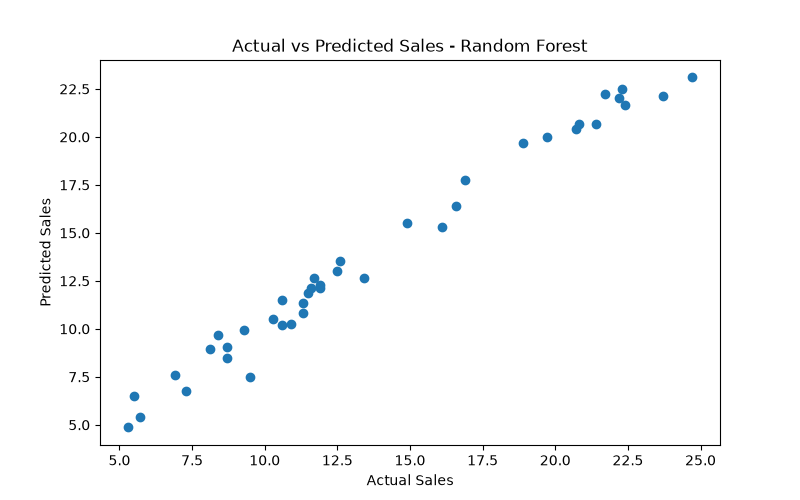 Actual vs Predicted Sales - Random Forest
22.5
20.0
17.5
15.0
12.5
10.0
7.5
5.0
Predicted Sales
5.0 7.5 10.0 12.5 15.0 17.5 20.0 22.5 25.0
Actual Sales